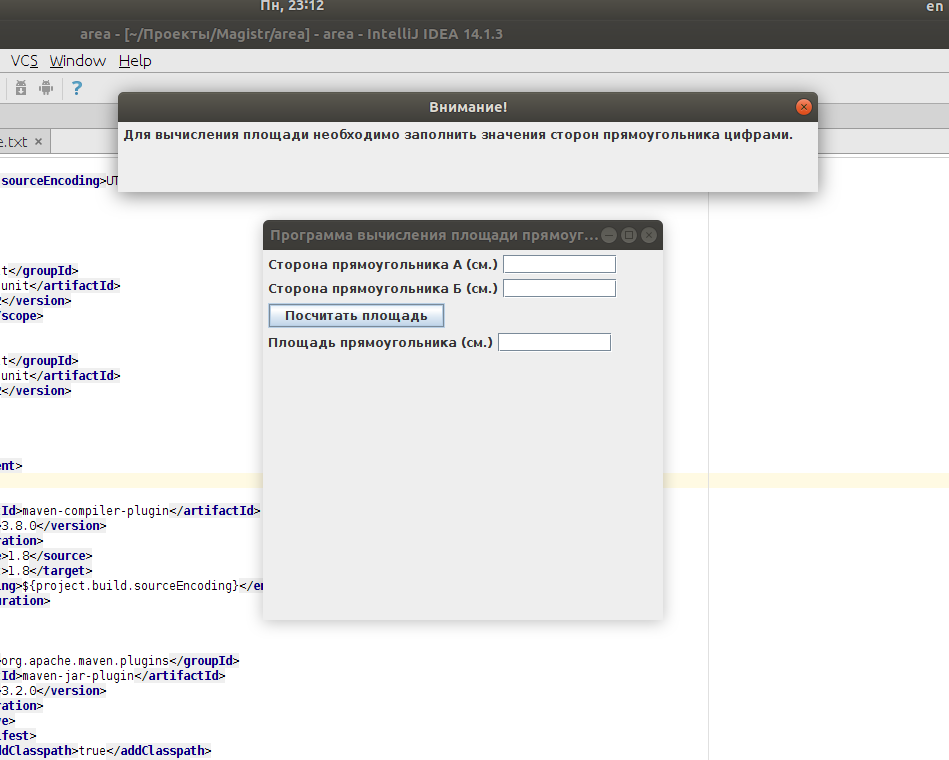 Пн, 23:12
en
area - [~/Проекты/Magistr/area] - area - IntelliJ IDEA 14.1.3
VCS Window Help
?
Внимание!
Для вычисления площади необходимо заполнить значения сторон прямоугольника цифрами.
e.txt
sourceEncoding>UT
Программа вычисления площади прямоуг...
Сторона прямоугольника А (см.)
Сторона прямоугольника Б (см.)
Посчитать площадь
Площадь прямоугольника (см.)
t</groupId>
unit</artifactId>
</version>
/scope>
t</groupId>
unit</artifactId>
</version>
ent>
Id>maven-compiler-plugin</artifactId>
>3.8.0</version>
ration>
>1.8</source>
>1.8</target>
ng>${project.build.sourceEncoding}</en
uration>
org.apache.maven.plugins</groupId>
Id>maven-jar-plugin</artifactId>
>3.2.0</version>
ration>
ve>
ifest>
ddClasspath>true</addClasspath>